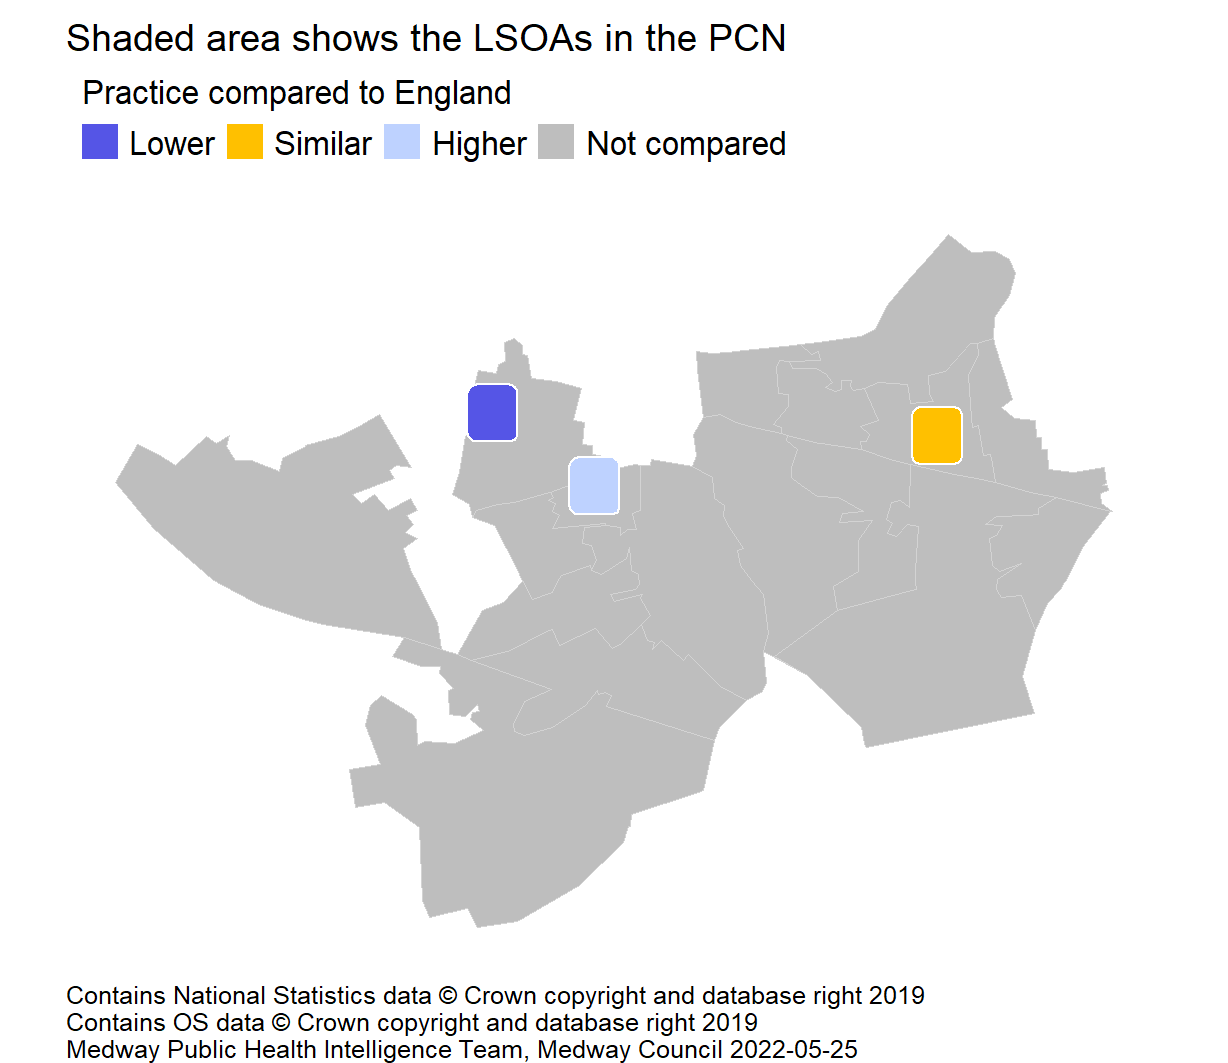 Shaded area shows the LSOAs in the PCN
Practice compared to England
Lower Similar Higher Not compared
Contains National Statistics data © Crown copyright and database right 2019
Contains OS data © Crown copyright and database right 2019
Medway Public Health Intelligence Team, Medway Council 2022-05-25